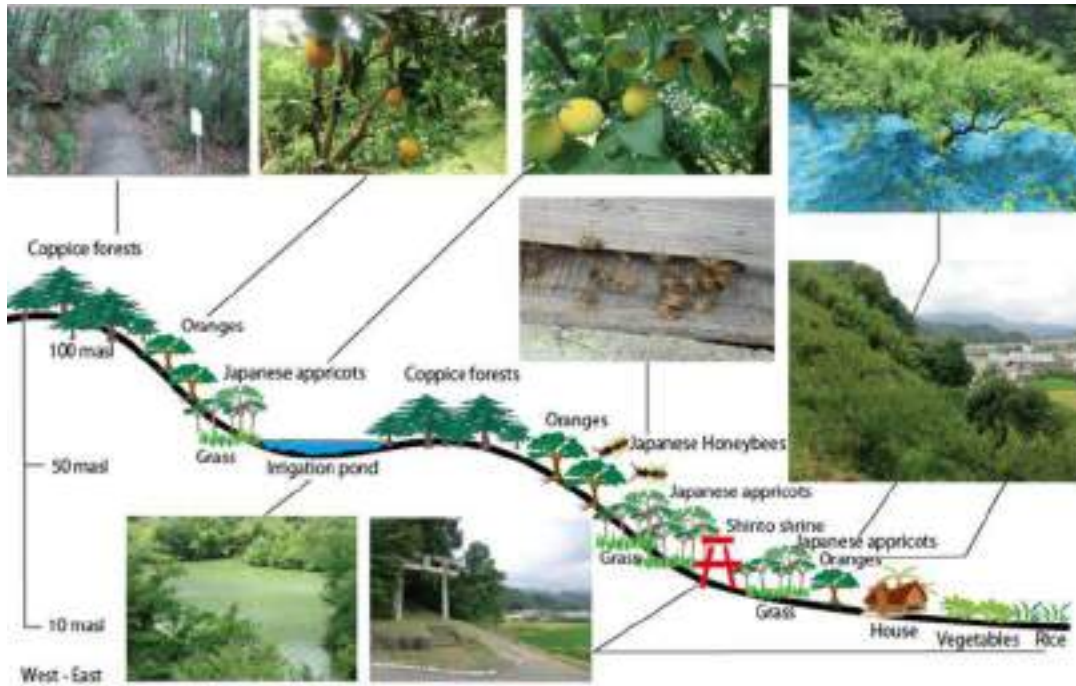 Coppice forests
Oranges
100 masl
Japanese appricots
Coppice forests
Oranges
Japanese Honeybees
Grass
50 masl
Irrigation pond
Japanese appricots
Shinto shrine
Japanese appricots
Grass
Oranges
Grass
10 masl
House
Vegetables
Rice
West - East